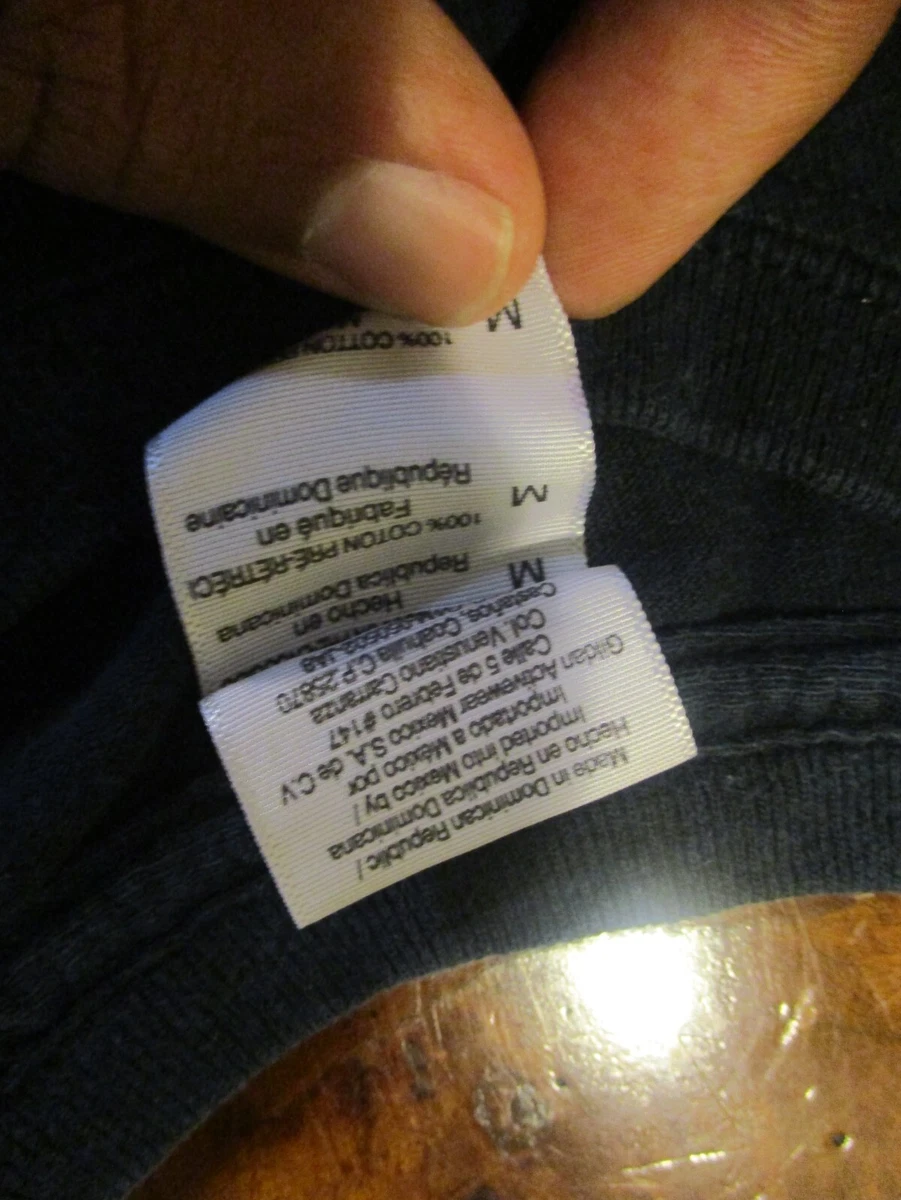 Made in Dominican Republic /
Hecho en Republica Dominicana
Imported into Mexico by /
Importado a México por
Gildan Activewear Mexico S.A. de C.V
Calle 5 de Febrero #147
Col. Venustiano Carranza
Castaños, Coahuila C.P 25870
M Hecho en
Republica Dominicana
100% COTON PRÉ-RÉTRÉCI
M Fabriqué en
République Dominicaine
100% COTTON
M